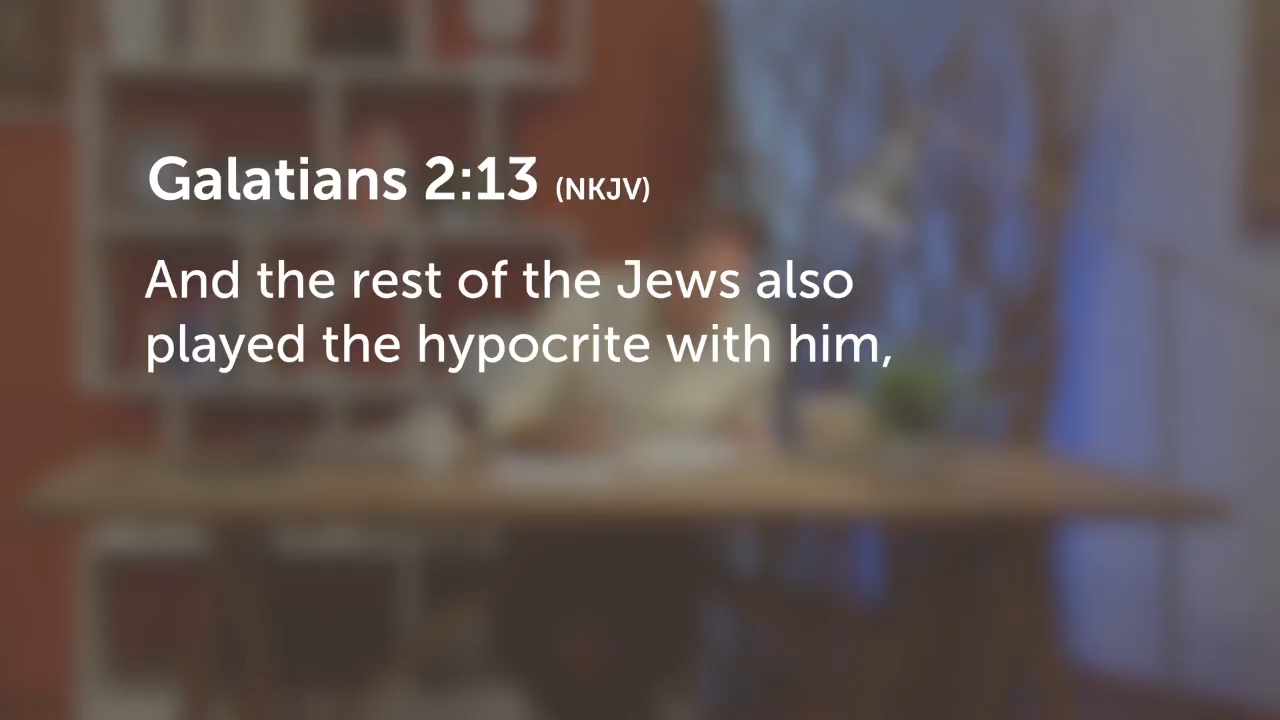 Galatians 2:13 (NKJV)
And the rest of the Jews also
played the hypocrite with him,